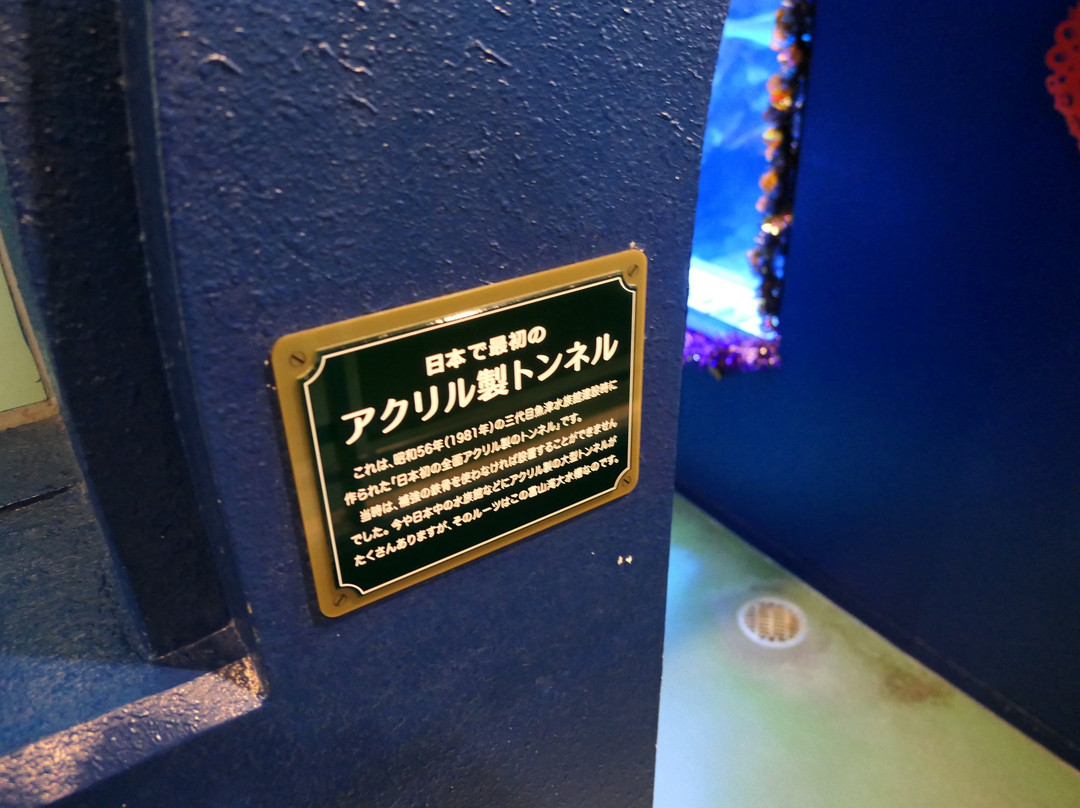 日本で最初の
アクリル製トンネル
これは、昭和56年(1981年)の三代目魚津水族館建設時に
作られた「日本初の全面アクリル製のトンネル」です。
当時は、補強の鉄骨を使わなければ設置することができません
でした。今や日本中の水族館などにアクリル製の大型トンネルが
たくさんありますが、そのルーツはこの富山湾大水槽なのです。